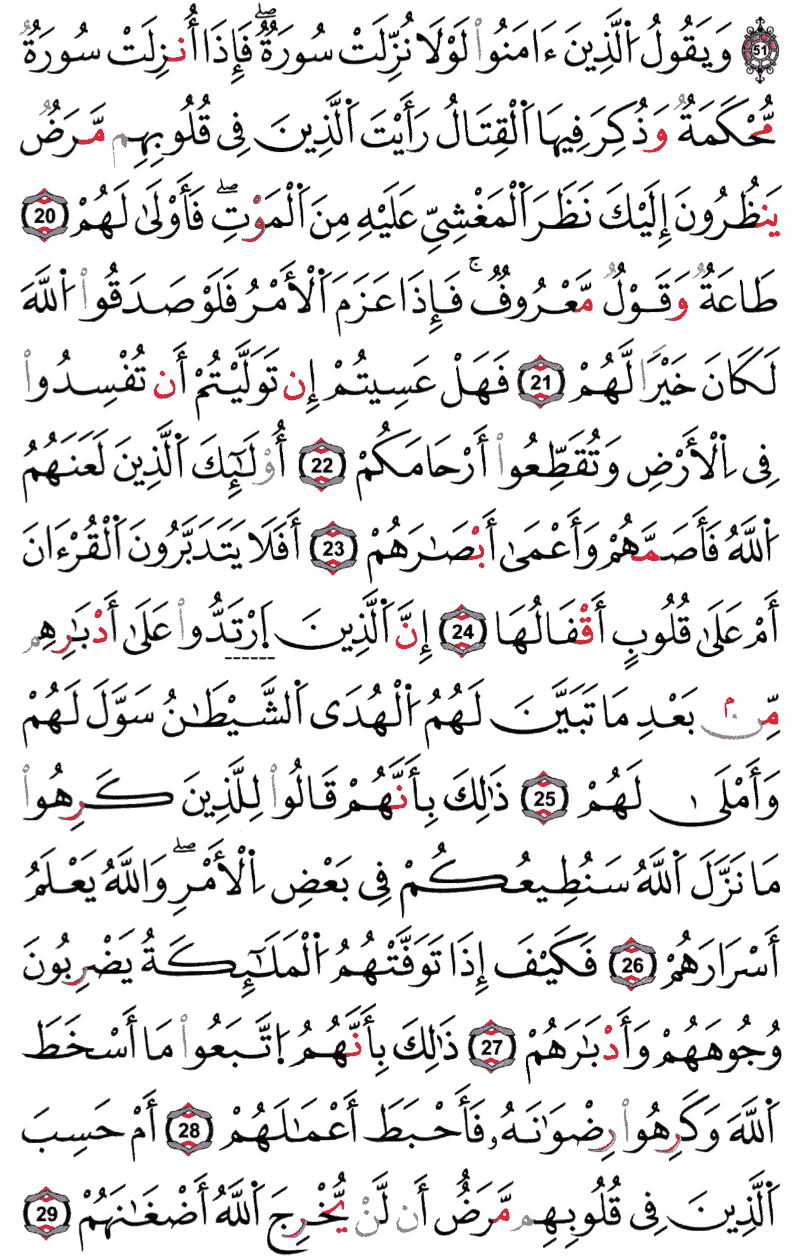 51 وَيَقُولُ ٱلَّذِينَ ءَامَنُوا۟ لَوْلَا نُزِّلَتْ سُورَةٌۖ فَإِذَا أُنزِلَتْ سُورَةٌ
مُّحْكَمَةٌ وَذُكِرَ فِيهَا ٱلْقِتَالُ رَأَيْتَ ٱلَّذِينَ فِى قُلُوبِهِم مَّرَضٌ
يَنظُرُونَ إِلَيْكَ نَظَرَ ٱلْمَغْشِىِّ عَلَيْهِ مِنَ ٱلْمَوْتِۖ فَأَوْلَىٰ لَهُمْ 20
طَاعَةٌ وَقَوْلٌ مَّعْرُوفٌۚ فَإِذَا عَزَمَ ٱلْأَمْرُ فَلَوْ صَدَقُوا۟ ٱللَّهَ
لَكَانَ خَيْرًا لَّهُمْ 21 فَهَلْ عَسِيتُمْ إِن تَوَلَّيْتُمْ أَن تُفْسِدُوا۟
فِى ٱلْأَرْضِ وَتُقَطِّعُوا۟ أَرْحَامَكُمْ 22 أُو۟لَٰٓئِكَ ٱلَّذِينَ لَعَنَهُمُ
ٱللَّهُ فَأَصَمَّهُمْ وَأَعْمَىٰ أَبْصَٰرَهُمْ 23 أَفَلَا يَتَدَبَّرُونَ ٱلْقُرْءَانَ
أَمْ عَلَىٰ قُلُوبٍ أَقْفَالُهَا 24 إِنَّ ٱلَّذِينَ ٱرْتَدُّوا۟ عَلَىٰ أَدْبَٰرِهِم
مِّنۢ بَعْدِ مَا تَبَيَّنَ لَهُمُ ٱلْهُدَى ٱلشَّيْطَٰنُ سَوَّلَ لَهُمْ
وَأَمْلَىٰ لَهُمْ 25 ذَٰلِكَ بِأَنَّهُمْ قَالُوا۟ لِلَّذِينَ كَرِهُوا۟
مَا نَزَّلَ ٱللَّهُ سَنُطِيعُكُمْ فِى بَعْضِ ٱلْأَمْرِۖ وَٱللَّهُ يَعْلَمُ
أَسْرَارَهُمْ 26 فَكَيْفَ إِذَا تَوَفَّتْهُمُ ٱلْمَلَٰٓئِكَةُ يَضْرِبُونَ
وُجُوهَهُمْ وَأَدْبَٰرَهُمْ 27 ذَٰلِكَ بِأَنَّهُمُ ٱتَّبَعُوا۟ مَا أَسْخَطَ
ٱللَّهَ وَكَرِهُوا۟ رِضْوَٰنَهُۥ فَأَحْبَطَ أَعْمَٰلَهُمْ 28 أَمْ حَسِبَ
ٱلَّذِينَ فِى قُلُوبِهِم مَّرَضٌ أَن لَّن يُخْرِجَ ٱللَّهُ أَضْغَٰنَهُمْ 29